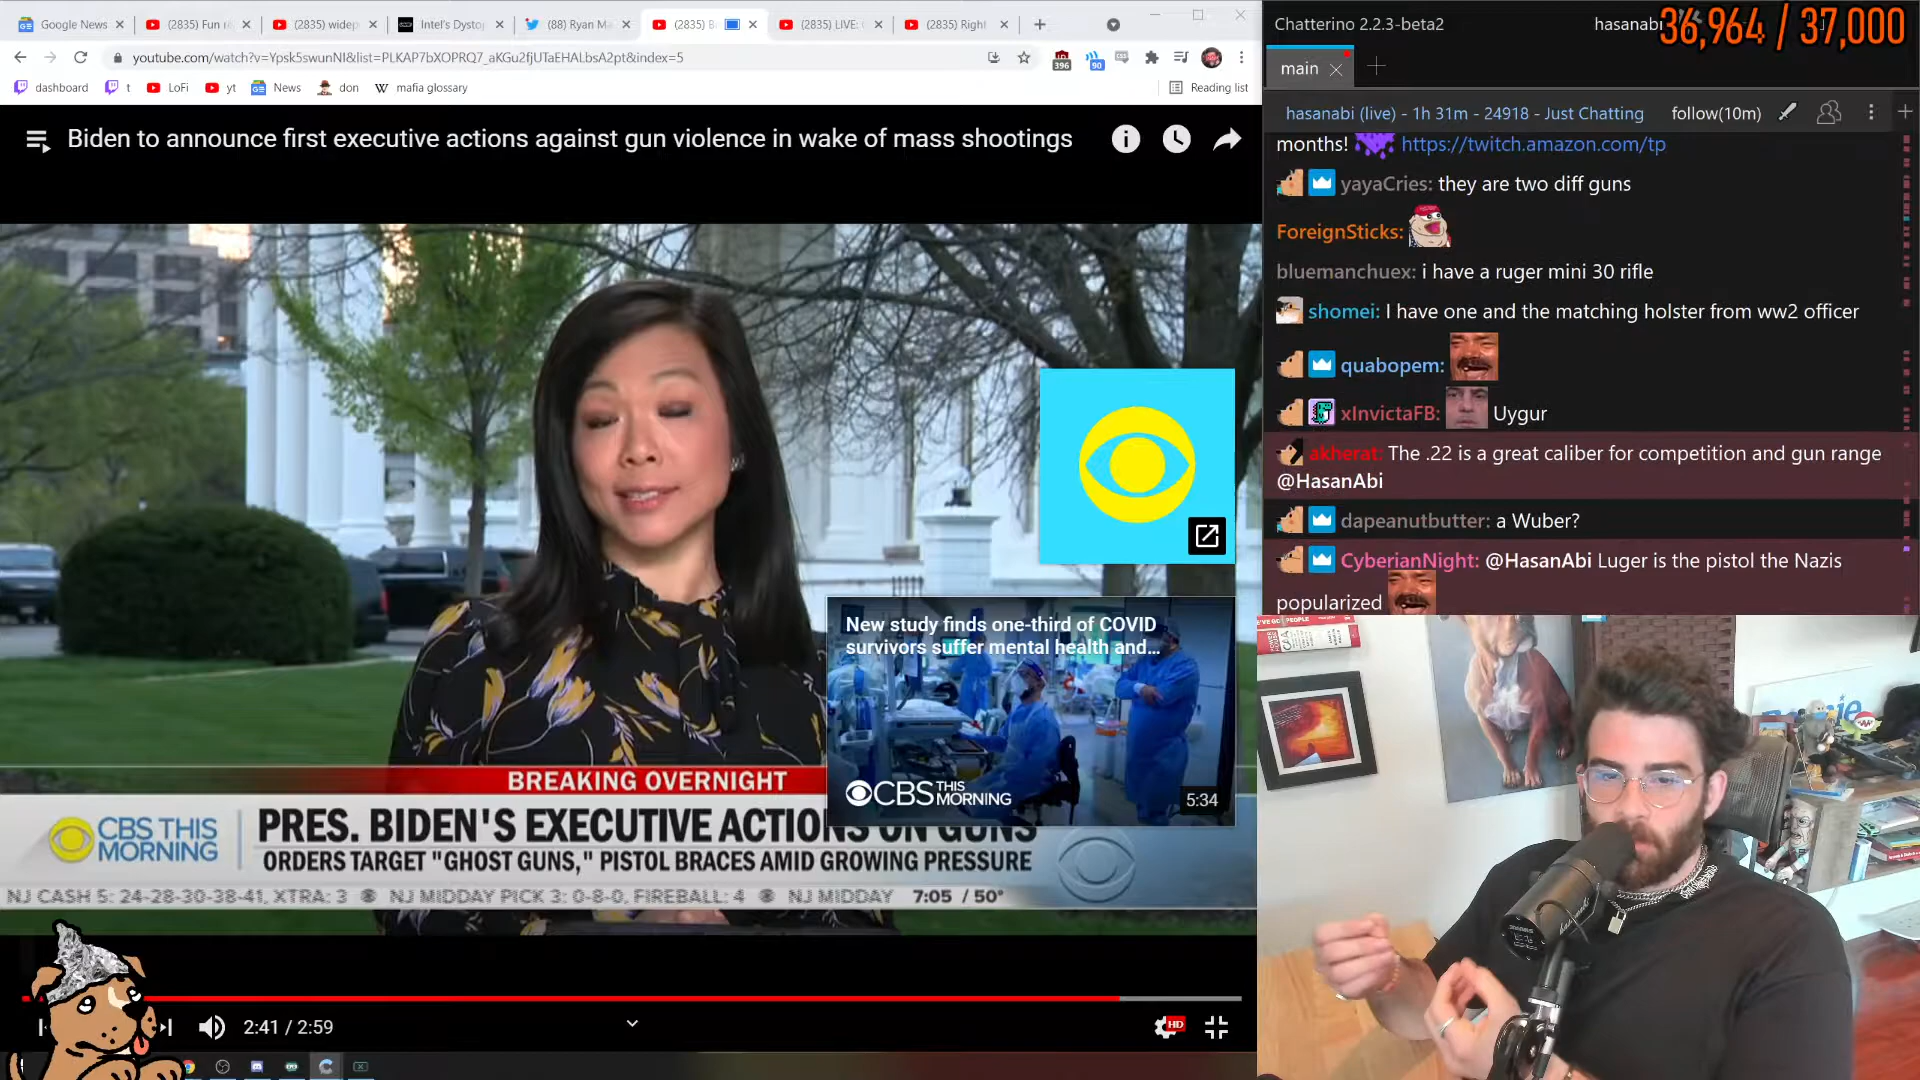 Google News
(2835) Fun r
(2835) widep
Intel's Dysto
(88) Ryan M
(2835) B
(2835) LIVE:
(2835) Right
youtube.com/watch?v=Ypsk5swunNI&list=PLKAP7bXOPRQ7_aKGu2fjUTaEHALbsA2pt&index=5
396
90
dashboard
t
LoFi
yt
News
don
W
mafia glossary
Reading list
Biden to announce first executive actions against gun violence in wake of mass shootings
New study finds one-third of COVID
survivors suffer mental health and...
CBS THIS MORNING
5:34
BREAKING OVERNIGHT
CBS THIS
MORNING
PRES. BIDEN'S EXECUTIVE ACTIONS ON GUNS
ORDERS TARGET "GHOST GUNS," PISTOL BRACES AMID GROWING PRESSURE
NJ CASH 5: 24-28-30-38-41, XTRA: 3
NJ MIDDAY PICK 3: 0-8-0, FIREBALL: 4
NJ MIDDAY
7:05 / 50°
2:41 / 2:59
HD
Chatterino 2.2.3-beta2
hasanabi
36,964 / 37,000
main
hasanabi (live) - 1h 31m - 24918 - Just Chatting
follow(10m)
months! https://twitch.amazon.com/tp
yayaCries: they are two diff guns
ForeignSticks:
bluemanchuex: i have a ruger mini 30 rifle
shomei: I have one and the matching holster from ww2 officer
quabopem:
xInvictaFB: Uygur
akherat: The .22 is a great caliber for competition and gun range
@HasanAbi
dapeanutbutter: a Wuber?
CyberianNight: @HasanAbi Luger is the pistol the Nazis
popularized